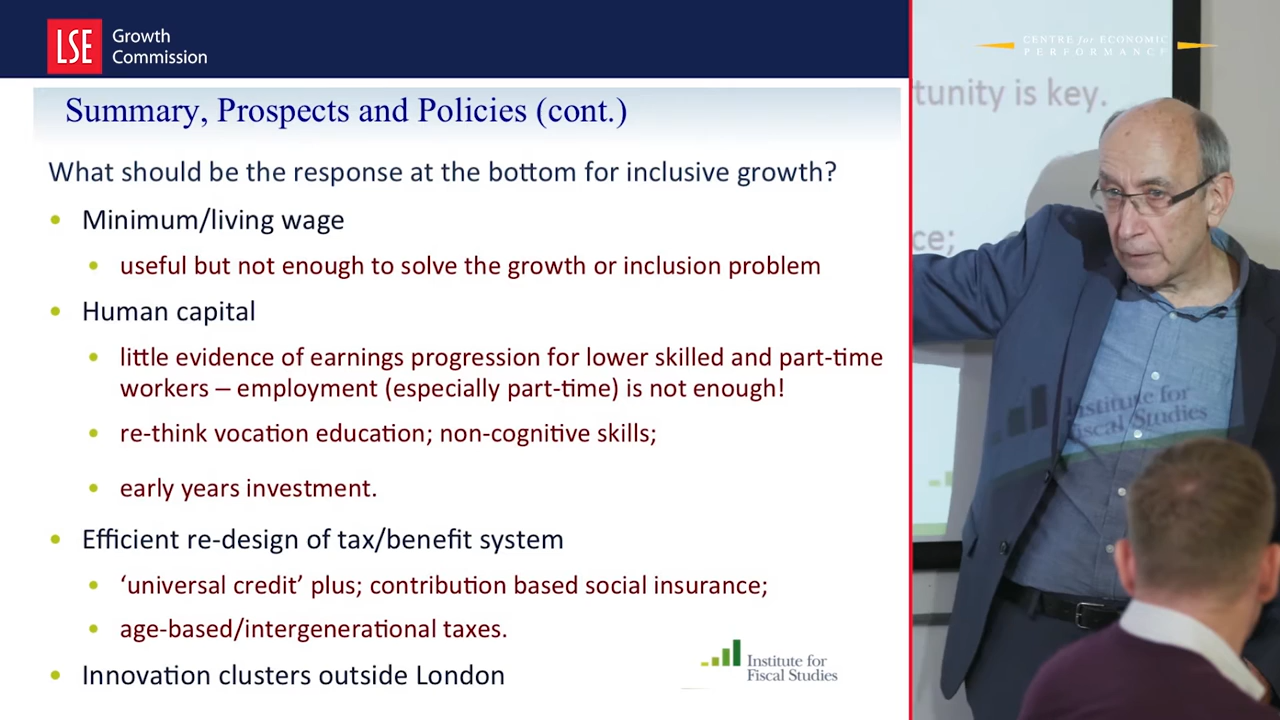 LSE
Growth
Commission
Summary, Prospects and Policies (cont.)
What should be the response at the bottom for inclusive growth?
• Minimum/living wage
• useful but not enough to solve the growth or inclusion problem
• Human capital
• little evidence of earnings progression for lower skilled and part-time
workers – employment (especially part-time) is not enough!
• re-think vocation education; non-cognitive skills;
• early years investment.
• Efficient re-design of tax/benefit system
• ‘universal credit’ plus; contribution based social insurance;
• age-based/intergenerational taxes.
• Innovation clusters outside London
Institute for
Fiscal Studies
CENTRE for ECONOMIC
PERFORMANCE
tunity is key.
ce;
Institute for
Fiscal Studies